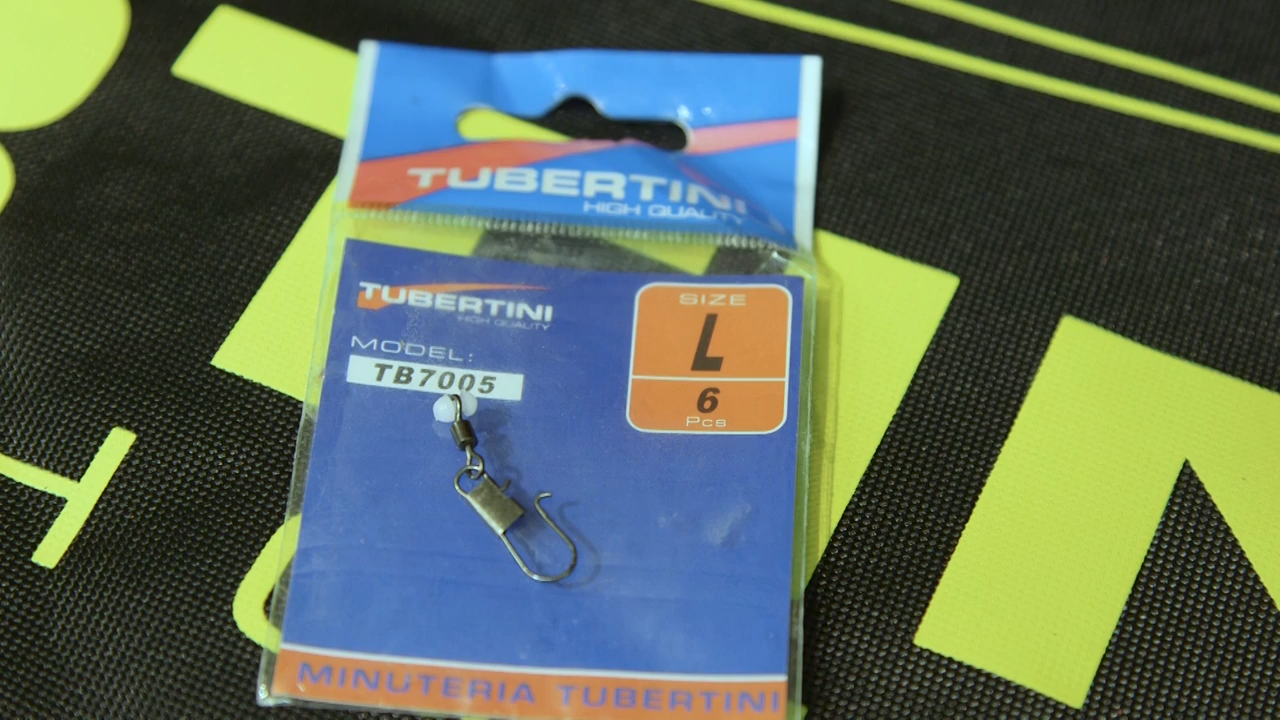 TUBERTINI
HIGH QUALITY
TUBERTINI
HIGH QUALITY
MODEL:
TB7005
SIZE
L
6
Pcs
MINUTERIA TUBERTINI